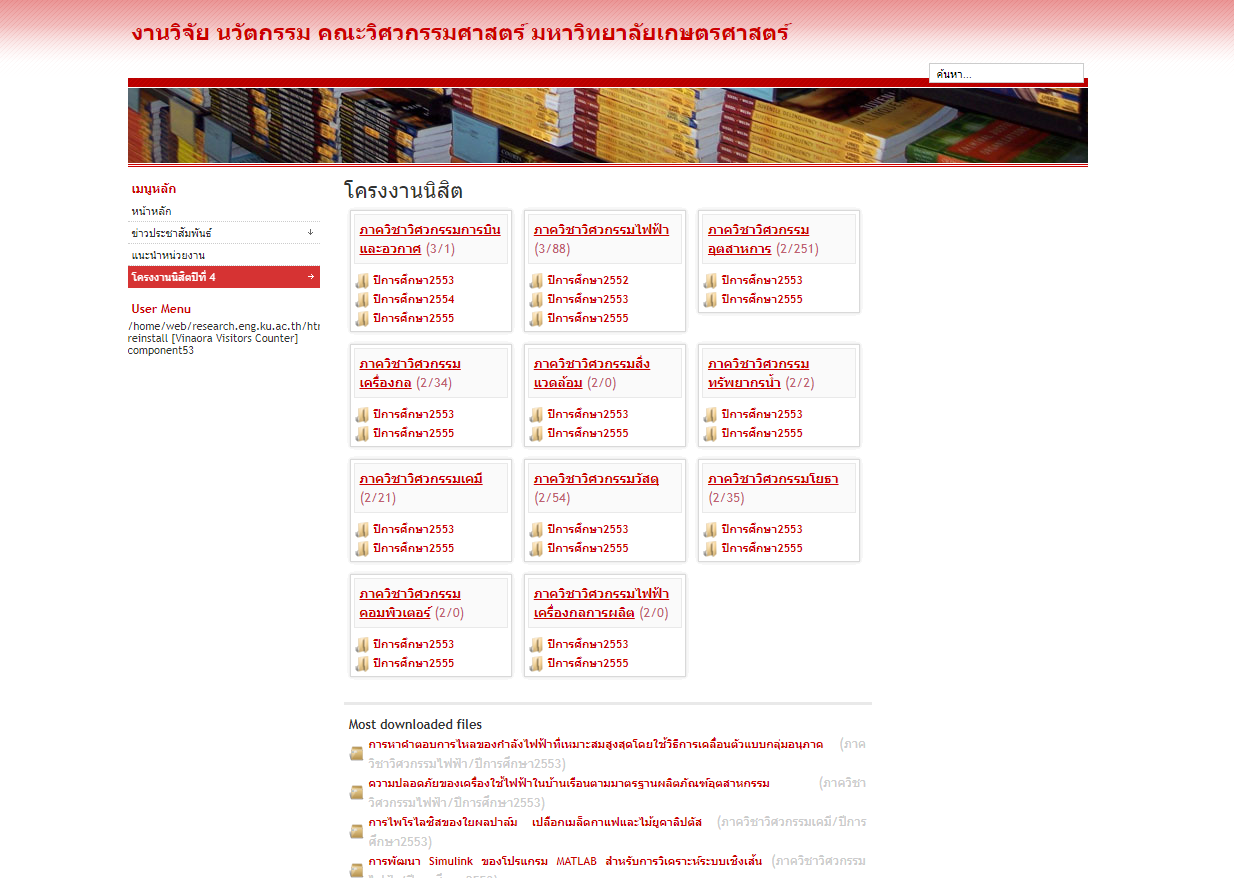 งานวิจัย นวัตกรรม คณะวิศวกรรมศาสตร์ มหาวิทยาลัยเกษตรศาสตร์
ค้นหา...
เมนูหลัก
หน้าหลัก
ข่าวประชาสัมพันธ์
แนะนำหน่วยงาน
โครงงานนิสิตปีที่ 4
User Menu
/home/web/research.eng.ku.ac.th/htm
reinstall [Vinaora Visitors Counter]
component53
โครงงานนิสิต
ภาควิชาวิศวกรรมการบิน
และอวกาศ (3/1)
ปีการศึกษา2553
ปีการศึกษา2554
ปีการศึกษา2555
ภาควิชาวิศวกรรมไฟฟ้า
(3/88)
ปีการศึกษา2552
ปีการศึกษา2553
ปีการศึกษา2555
ภาควิชาวิศวกรรม
อุตสาหการ (2/251)
ปีการศึกษา2553
ปีการศึกษา2555
ภาควิชาวิศวกรรม
เครื่องกล (2/34)
ปีการศึกษา2553
ปีการศึกษา2555
ภาควิชาวิศวกรรมสิ่ง
แวดล้อม (2/0)
ปีการศึกษา2553
ปีการศึกษา2555
ภาควิชาวิศวกรรม
ทรัพยากรน้ำ (2/2)
ปีการศึกษา2553
ปีการศึกษา2555
ภาควิชาวิศวกรรมเคมี
(2/21)
ปีการศึกษา2553
ปีการศึกษา2555
ภาควิชาวิศวกรรมวัสดุ
(2/54)
ปีการศึกษา2553
ปีการศึกษา2555
ภาควิชาวิศวกรรมโยธา
(2/35)
ปีการศึกษา2553
ปีการศึกษา2555
ภาควิชาวิศวกรรม
คอมพิวเตอร์ (2/0)
ปีการศึกษา2553
ปีการศึกษา2555
ภาควิชาวิศวกรรมไฟฟ้า
เครื่องกลการผลิต (2/0)
ปีการศึกษา2553
ปีการศึกษา2555
Most downloaded files
การหาคำตอบการไหลของกำลังไฟฟ้าที่เหมาะสมสูงสุดโดยใช้วิธีการเคลื่อนตัวแบบกลุ่มอนุภาค (ภาค
วิชาวิศวกรรมไฟฟ้า/ปีการศึกษา2553)
ความปลอดภัยของเครื่องใช้ไฟฟ้าในบ้านเรือนตามมาตรฐานผลิตภัณฑ์อุตสาหกรรม (ภาควิชา
วิศวกรรมไฟฟ้า/ปีการศึกษา2553)
การไพโรไลซิสของใยผลปาล์ม เปลือกเมล็ดกาแฟและไม้ยูคาลิปตัส (ภาควิชาวิศวกรรมเคมี/ปีการ
ศึกษา2553)
การพัฒนา Simulink ของโปรแกรม MATLAB สำหรับการวิเคราะห์ระบบเชิงเส้น (ภาควิชาวิศวกรรม